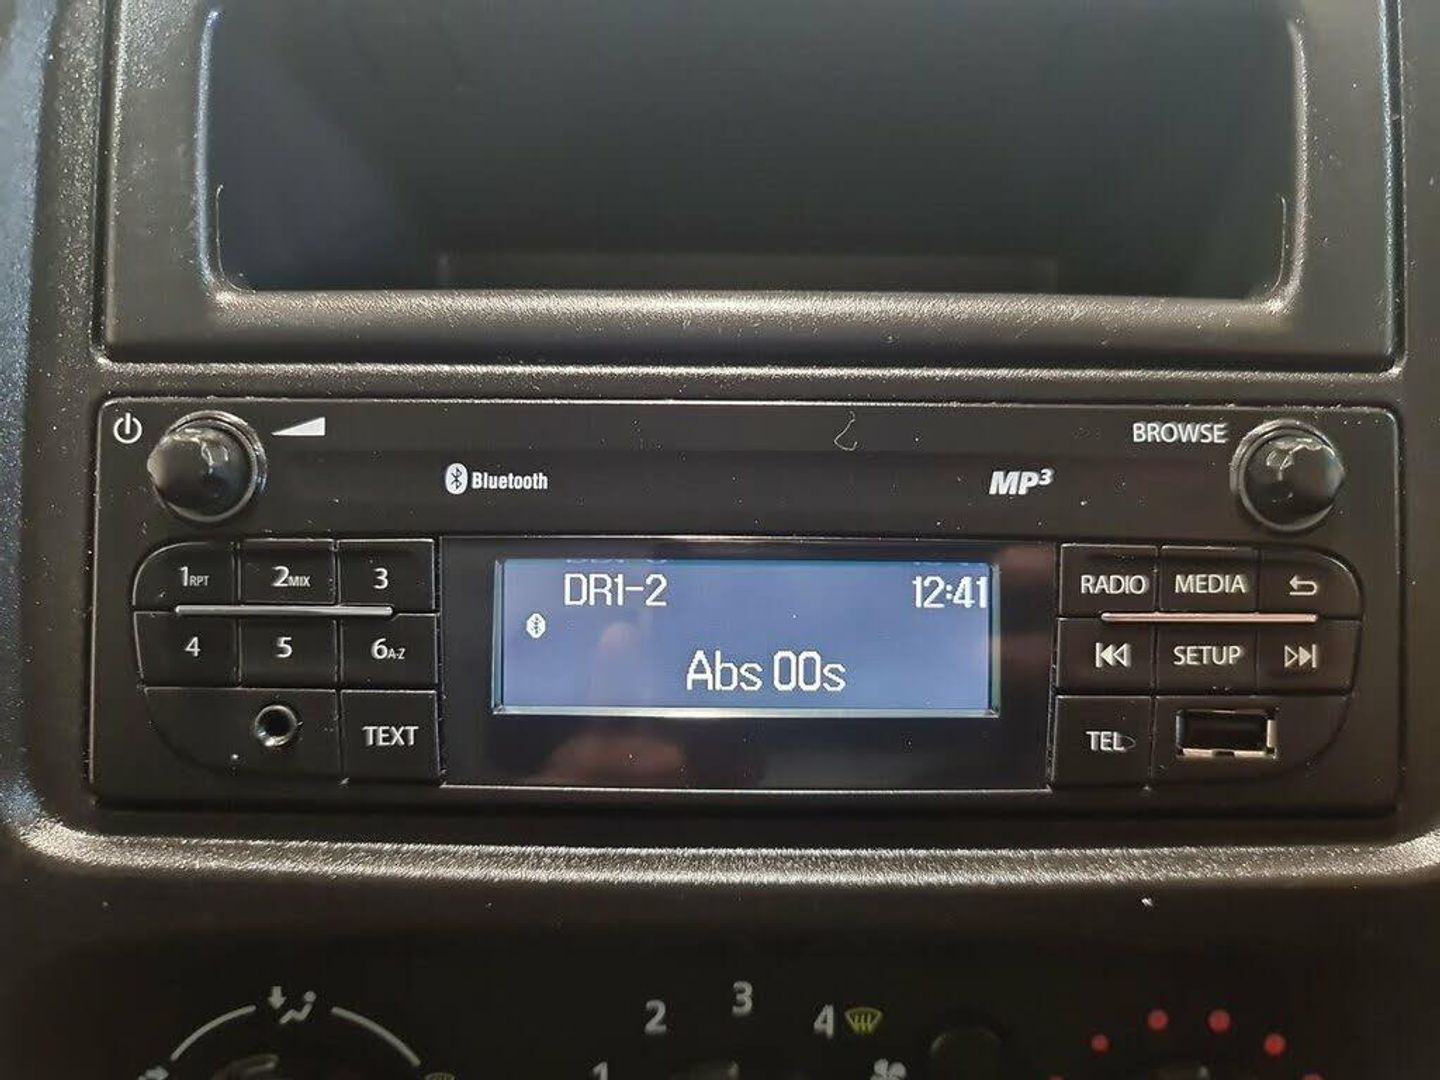 BROWSE
Bluetooth
MP3
1RPT 2MIX 3
4 5 6A-Z
TEXT
DR1-2 12:41
Abs 00s
RADIO MEDIA
SETUP
TEL
1 2 3 4